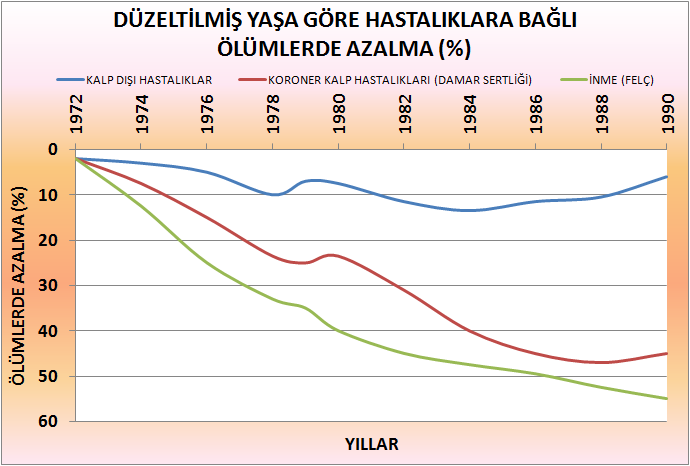 DÜZELTİLMİŞ YAŞA GÖRE HASTALIKLARA BAĞLI
ÖLÜMLERDE AZALMA (%)
KALP DIŞI HASTALIKLAR KORONER KALP HASTALIKLARI (DAMAR SERTLİĞİ) İNME (FELÇ)
1972 1974 1976 1978 1980 1982 1984 1986 1988 1990
0
10
20
30
40
50
60
ÖLÜMLERDE AZALMA (%)
YILLAR